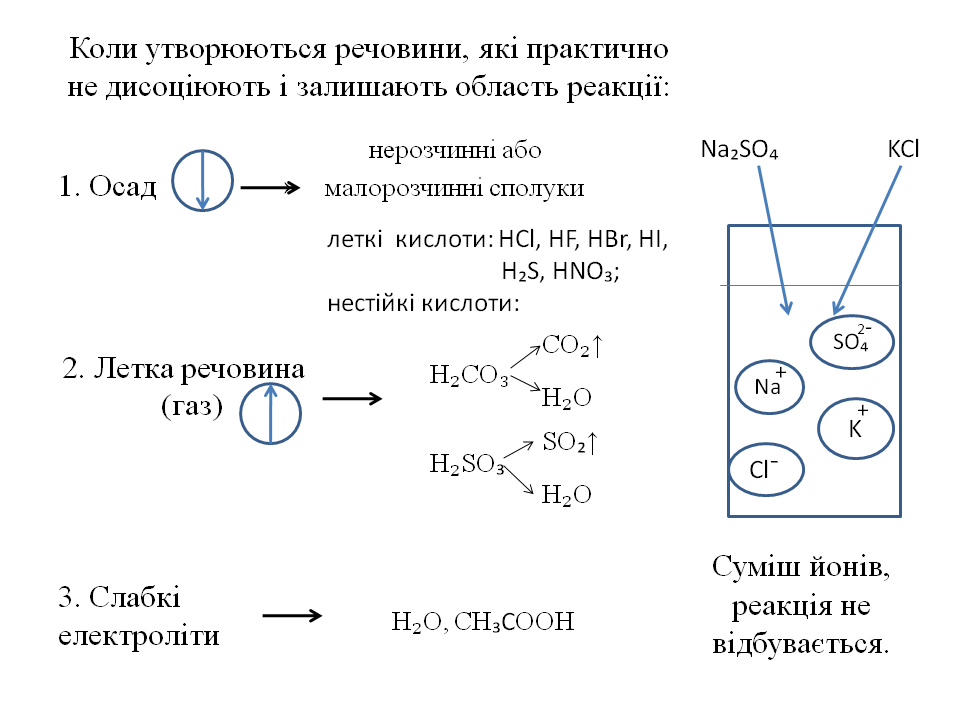 Коли утворюються речовини, які практично
не дисоціюють і залишають область реакції:
1. Осад
нерозчинні або
малорозчинні сполуки
леткі кислоти: HCl, HF, HBr, HI,
H₂S, HNO₃;
нестійкі кислоти:
2. Летка речовина
(газ)
H₂CO₃
CO₂↑
H₂O
H₂SO₃
SO₂↑
H₂O
3. Слабкі
електроліти
H₂O, CH₃COOH
Na₂SO₄
KCl
SO₄²⁻
Na⁺
K⁺
Cl⁻
Суміш йонів,
реакція не
відбувається.